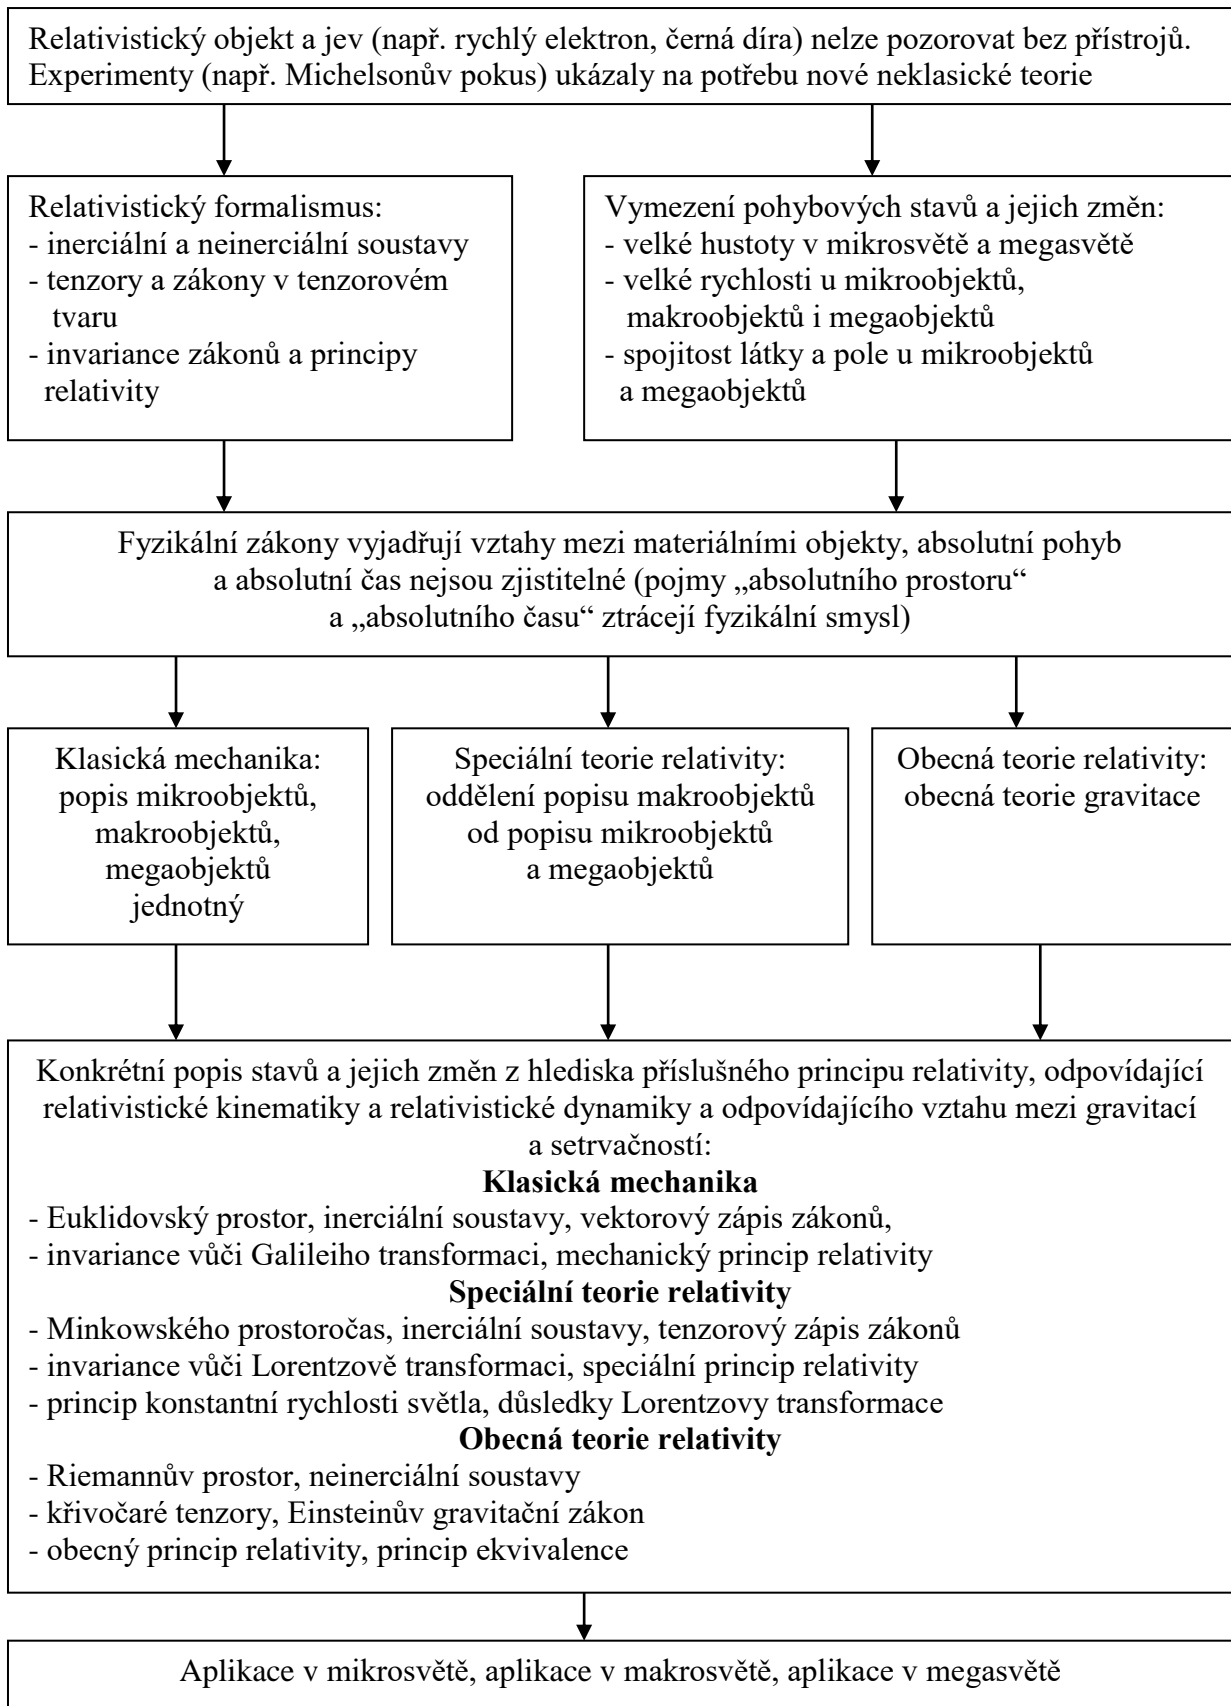 Relativistický objekt a jev (např. rychlý elektron, černá díra) nelze pozorovat bez přístrojů.
Experimenty (např. Michelsonův pokus) ukázaly na potřebu nové neklasické teorie
Relativistický formalismus:
- inerciální a neinerciální soustavy
- tenzory a zákony v tenzorovém
tvaru
- invariance zákonů a principy
relativity
Vymezení pohybových stavů a jejich změn:
- velké hustoty v mikrosvětě a megasvětě
- velké rychlosti u mikroobjektů,
makroobjektů i megaobjektů
- spojitost látky a pole u mikroobjektů
a megaobjektů
Fyzikální zákony vyjadřují vztahy mezi materiálními objekty, absolutní pohyb
a absolutní čas nejsou zjistitelné (pojmy „absolutního prostoru“
a „absolutního času“ ztrácejí fyzikální smysl)
Klasická mechanika:
popis mikroobjektů,
makroobjektů,
megaobjektů
jednotný
Speciální teorie relativity:
oddělení popisu makroobjektů
od popisu mikroobjektů
a megaobjektů
Obecná teorie relativity:
obecná teorie gravitace
Konkrétní popis stavů a jejich změn z hlediska příslušného principu relativity, odpovídající
relativistické kinematiky a relativistické dynamiky a odpovídajícího vztahu mezi gravitací
a setrvačností:
Klasická mechanika
- Euklidovský prostor, inerciální soustavy, vektorový zápis zákonů,
- invariance vůči Galileiho transformaci, mechanický princip relativity
Speciální teorie relativity
- Minkowského prostoročas, inerciální soustavy, tenzorový zápis zákonů
- invariance vůči Lorentzově transformaci, speciální princip relativity
- princip konstantní rychlosti světla, důsledky Lorentzovy transformace
Obecná teorie relativity
- Riemannův prostor, neinerciální soustavy
- křivočaré tenzory, Einsteinův gravitační zákon
- obecný princip relativity, princip ekvivalence
Aplikace v mikrosvětě, aplikace v makrosvětě, aplikace v megasvětě